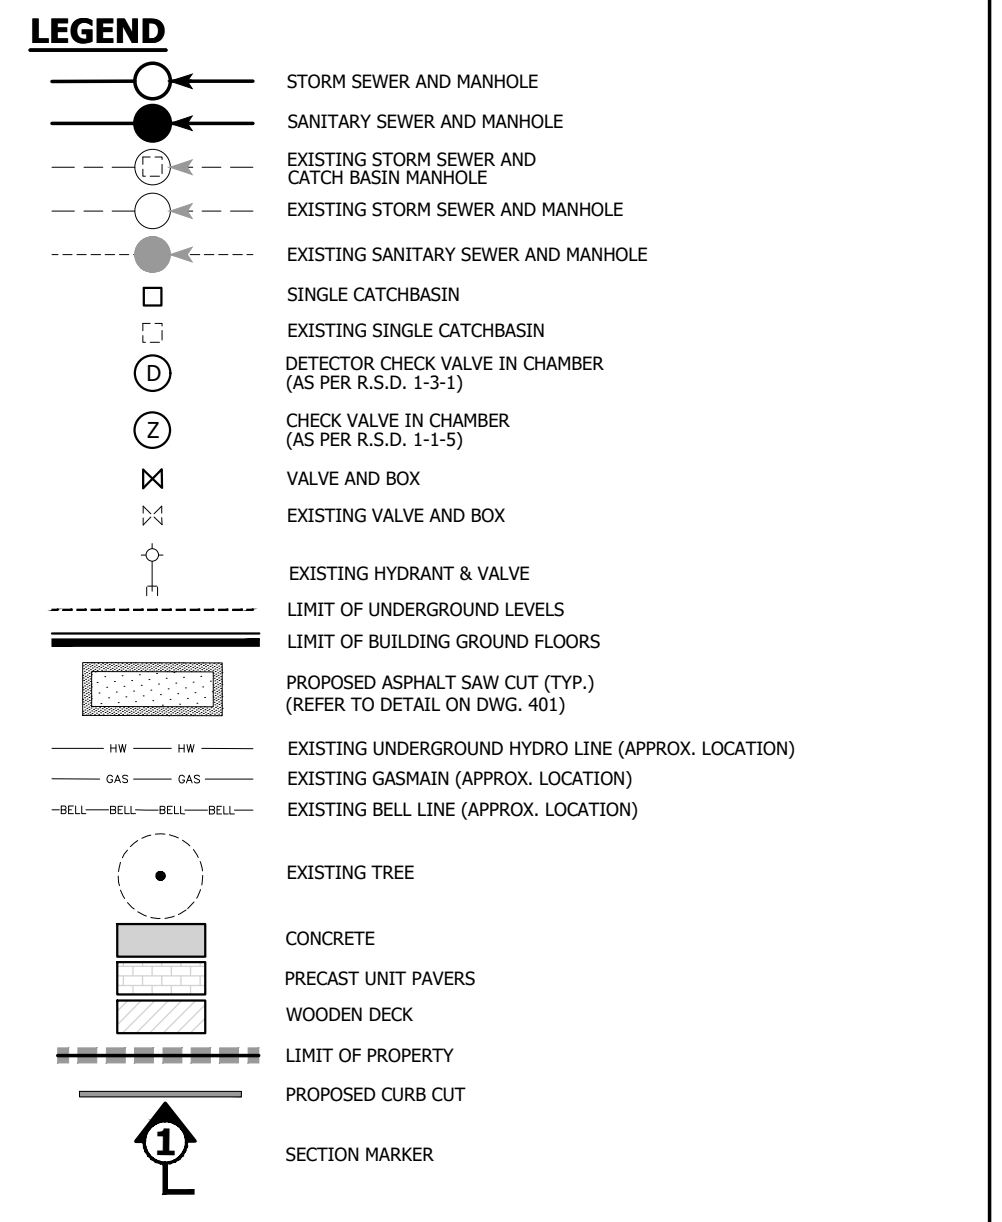 LEGEND
STORM SEWER AND MANHOLE
SANITARY SEWER AND MANHOLE
EXISTING STORM SEWER AND
CATCH BASIN MANHOLE
EXISTING STORM SEWER AND MANHOLE
EXISTING SANITARY SEWER AND MANHOLE
SINGLE CATCHBASIN
EXISTING SINGLE CATCHBASIN
D
DETECTOR CHECK VALVE IN CHAMBER
(AS PER R.S.D. 1-3-1)
Z
CHECK VALVE IN CHAMBER
(AS PER R.S.D. 1-1-5)
VALVE AND BOX
EXISTING VALVE AND BOX
EXISTING HYDRANT & VALVE
LIMIT OF UNDERGROUND LEVELS
LIMIT OF BUILDING GROUND FLOORS
PROPOSED ASPHALT SAW CUT (TYP.)
(REFER TO DETAIL ON DWG. 401)
HW HW EXISTING UNDERGROUND HYDRO LINE (APPROX. LOCATION)
GAS GAS EXISTING GASMAIN (APPROX. LOCATION)
BELL BELL BELL BELL EXISTING BELL LINE (APPROX. LOCATION)
EXISTING TREE
CONCRETE
PRECAST UNIT PAVERS
WOODEN DECK
LIMIT OF PROPERTY
PROPOSED CURB CUT
1
SECTION MARKER